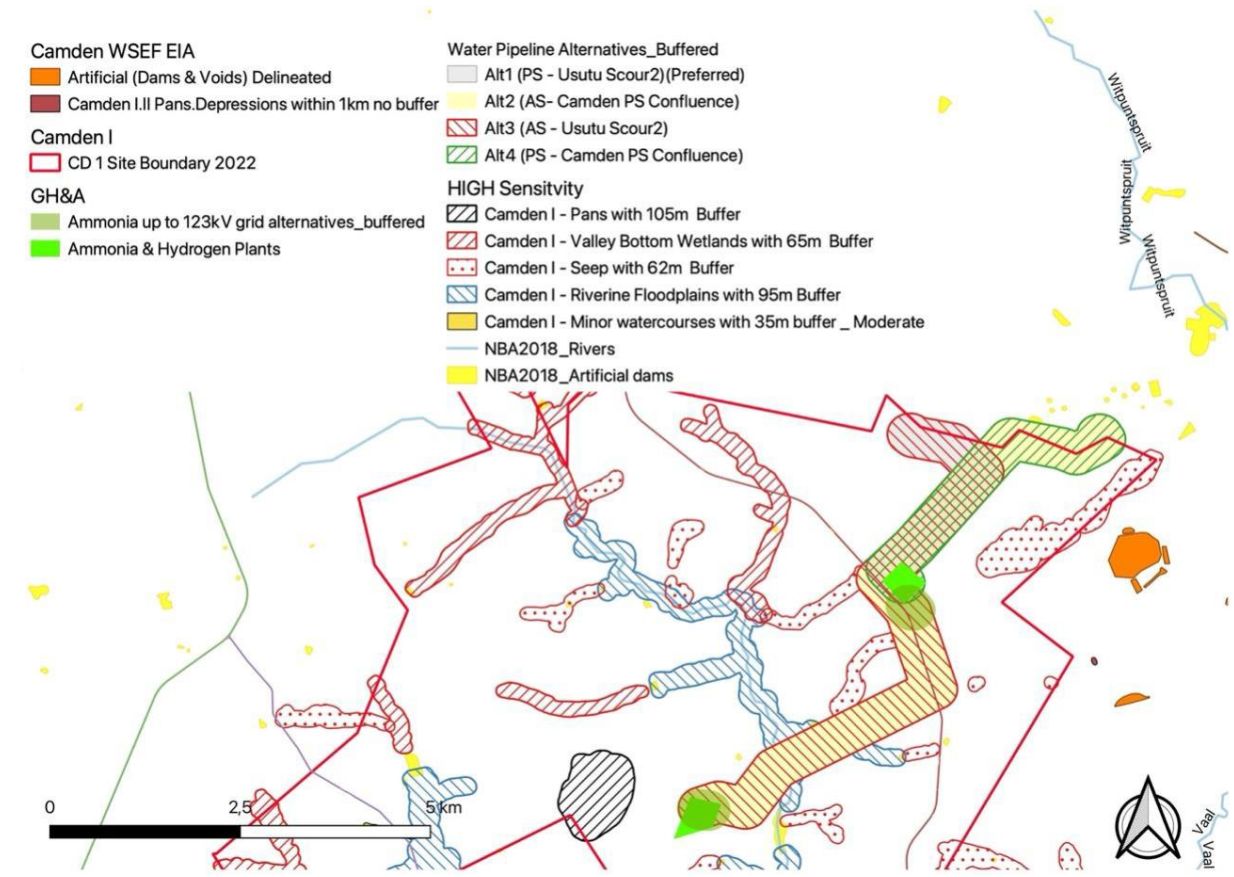 Camden WSEF EIA
Artificial (Dams & Voids) Delineated
Camden I.II Pans.Depressions within 1km no buffer
Camden I
CD 1 Site Boundary 2022
GH&A
Ammonia up to 123kV grid alternatives_buffered
Ammonia & Hydrogen Plants
Water Pipeline Alternatives_Buffered
Alt1 (PS - Usutu Scour2)(Preferred)
Alt2 (AS- Camden PS Confluence)
Alt3 (AS - Usutu Scour2)
Alt4 (PS - Camden PS Confluence)
HIGH Sensitvity
Camden I - Pans with 105m Buffer
Camden I - Valley Bottom Wetlands with 65m Buffer
Camden I - Seep with 62m Buffer
Camden I - Riverine Floodplains with 95m Buffer
Camden I - Minor watercourses with 35m buffer _ Moderate
NBA2018_Rivers
NBA2018_Artificial dams
Witpuntspruit
Witpuntspruit
Witpuntspruit
0 2,5 5 km
Vaal
Vaal